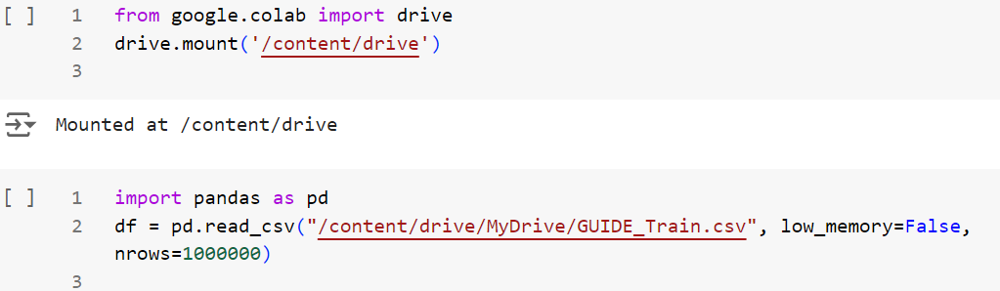 [ ] 1 from google.colab import drive
2 drive.mount('/content/drive')
3
Mounted at /content/drive
[ ] 1 import pandas as pd
2 df = pd.read_csv("/content/drive/MyDrive/GUIDE_Train.csv", low_memory=False,
nrows=1000000)
3